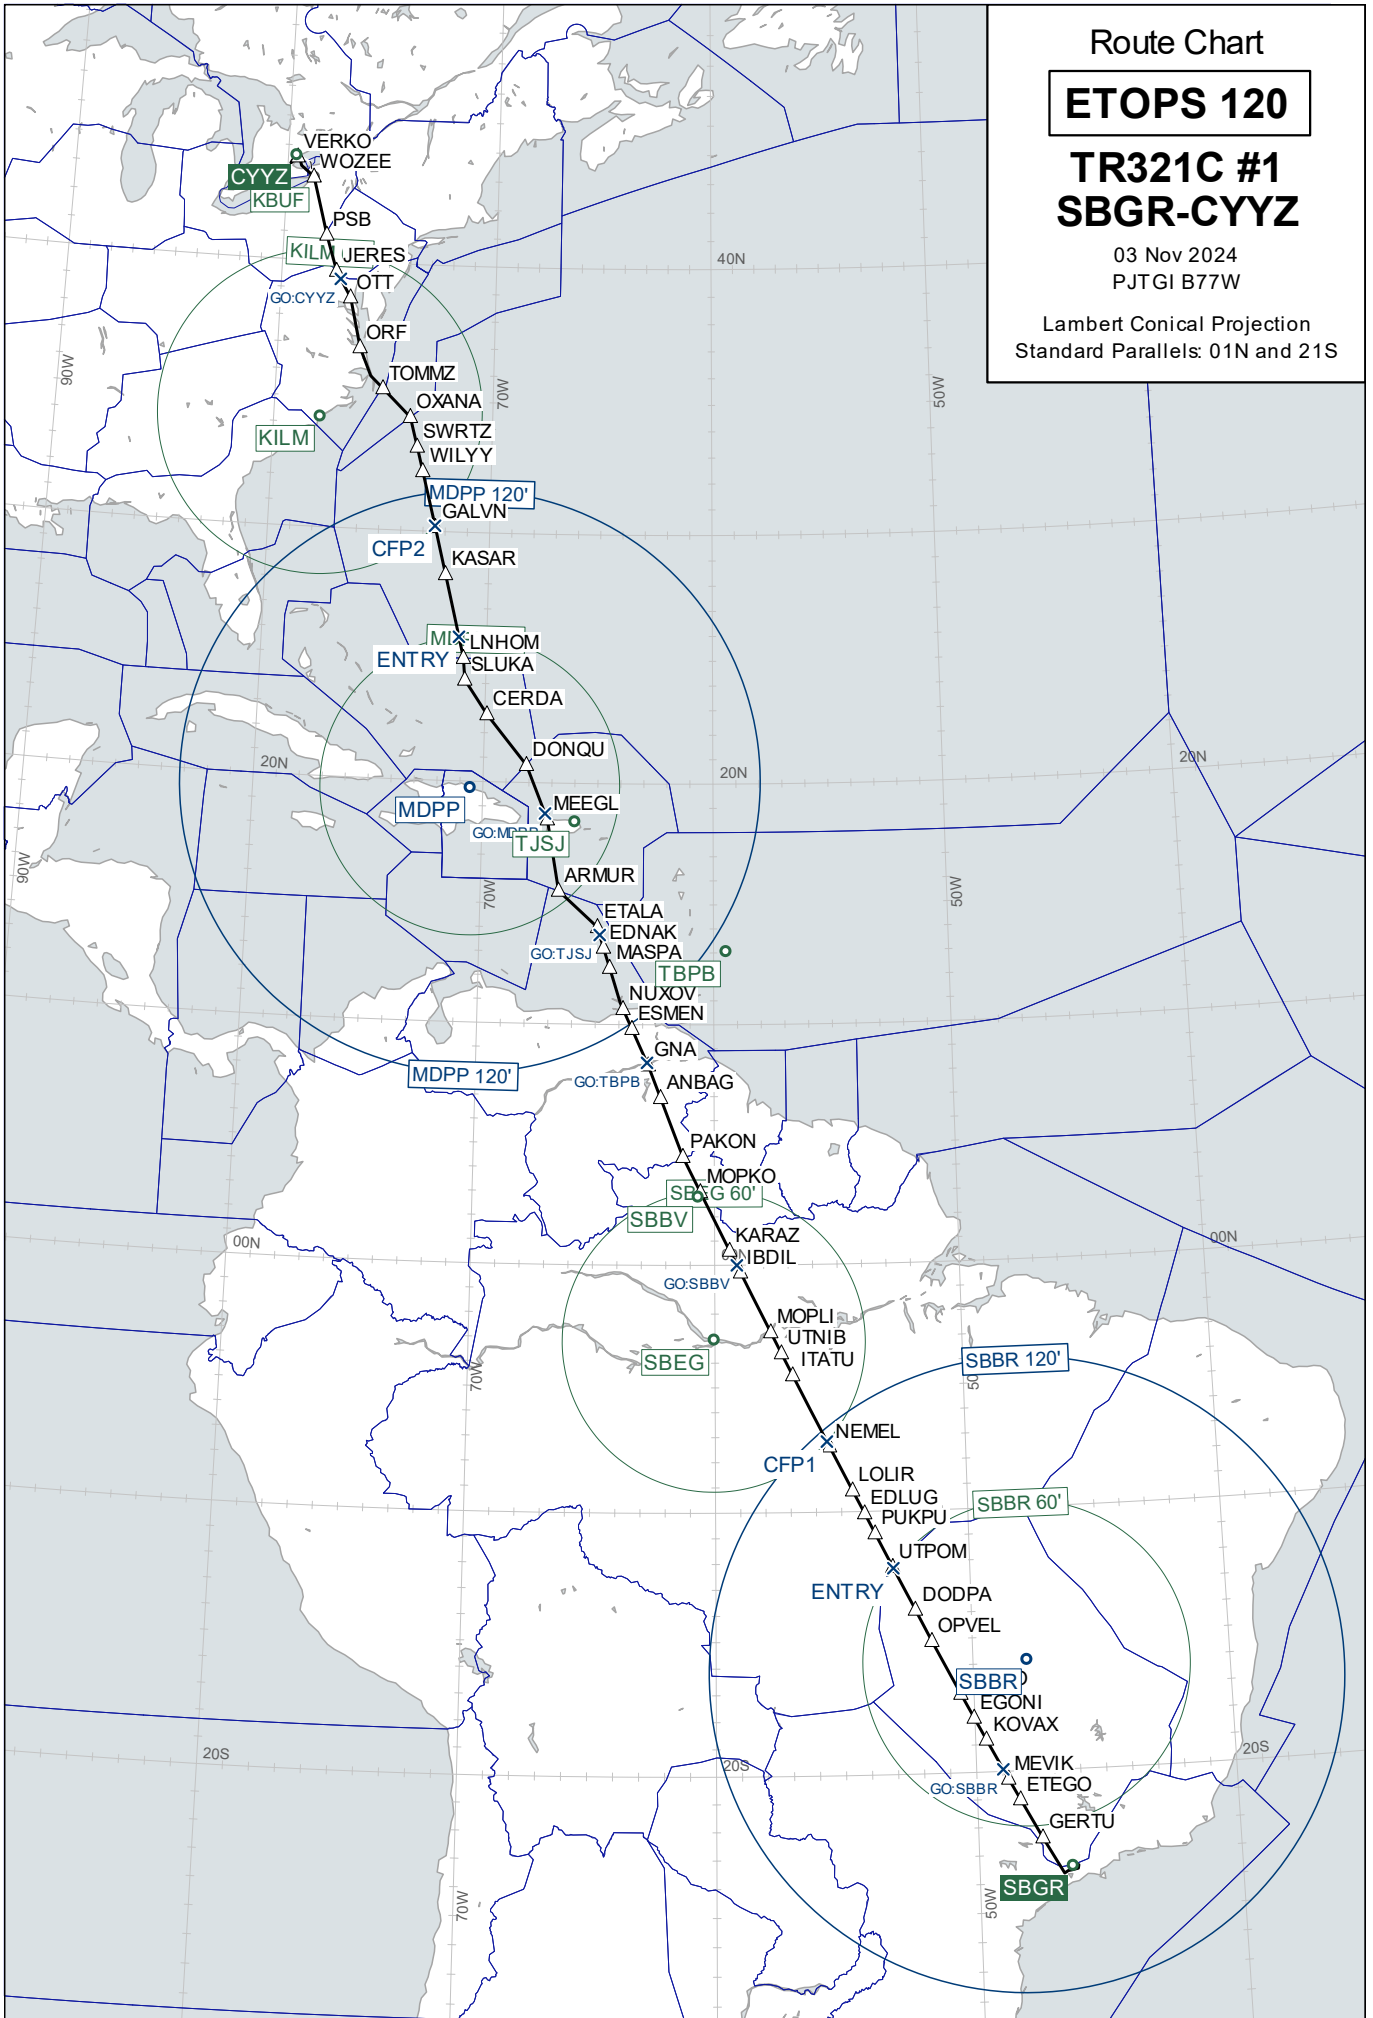 Route Chart
ETOPS 120
TR321C #1
SBGR-CYYZ
03 Nov 2024
PJTGI B77W
Lambert Conical Projection
Standard Parallels: 01N and 21S
VERKO
WOZEE
CYYZ
KBUF
PSB
KILM
JERES
40N
OTT
GO:CYYZ
ORF
90W
TOMMZ
70W
50W
OXANA
KILM
SWRTZ
WILYY
MDPP 120'
GALVN
CFP2
KASAR
LNHOM
ENTRY
SLUKA
CERDA
DONQU
20N
20N
20N
MDPP
MEEGL
TJSJ
90W
70W
50W
ARMUR
ETALA
EDNAK
GO:TJSJ
MASPA
TBPB
NUXOV
ESMEN
GNA
MDPP 120'
GO:TBPB
ANBAG
PAKON
MOPKO
SBEG 60'
SBBV
KARAZ
00N
00N
IBDIL
GO:SBBV
MOPLI
UTNIB
ITATU
SBEG
70W
SBBR 120'
NEMEL
CFP1
LOLIR
EDLUG
SBBR 60'
PUKPU
UTPOM
ENTRY
DODPA
OPVEL
SBBR
EGONI
KOVAX
20S
20S
20S
MEVIK
GO:SBBR
ETEGO
GERTU
SBGR
70W
50W